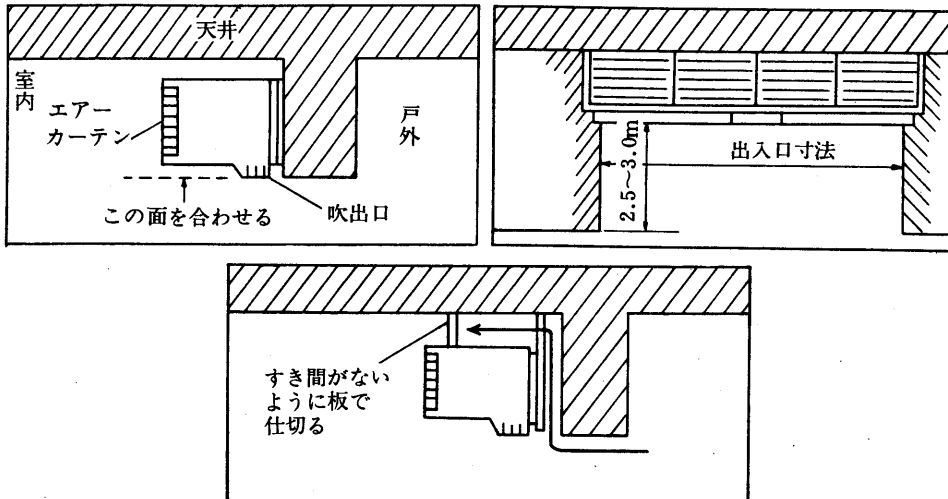 天井
室内
エアー
カーテン
戸外
この面を合わせる
吹出口
出入口寸法
2.5～3.0m
すき間がない
ように板で
仕切る